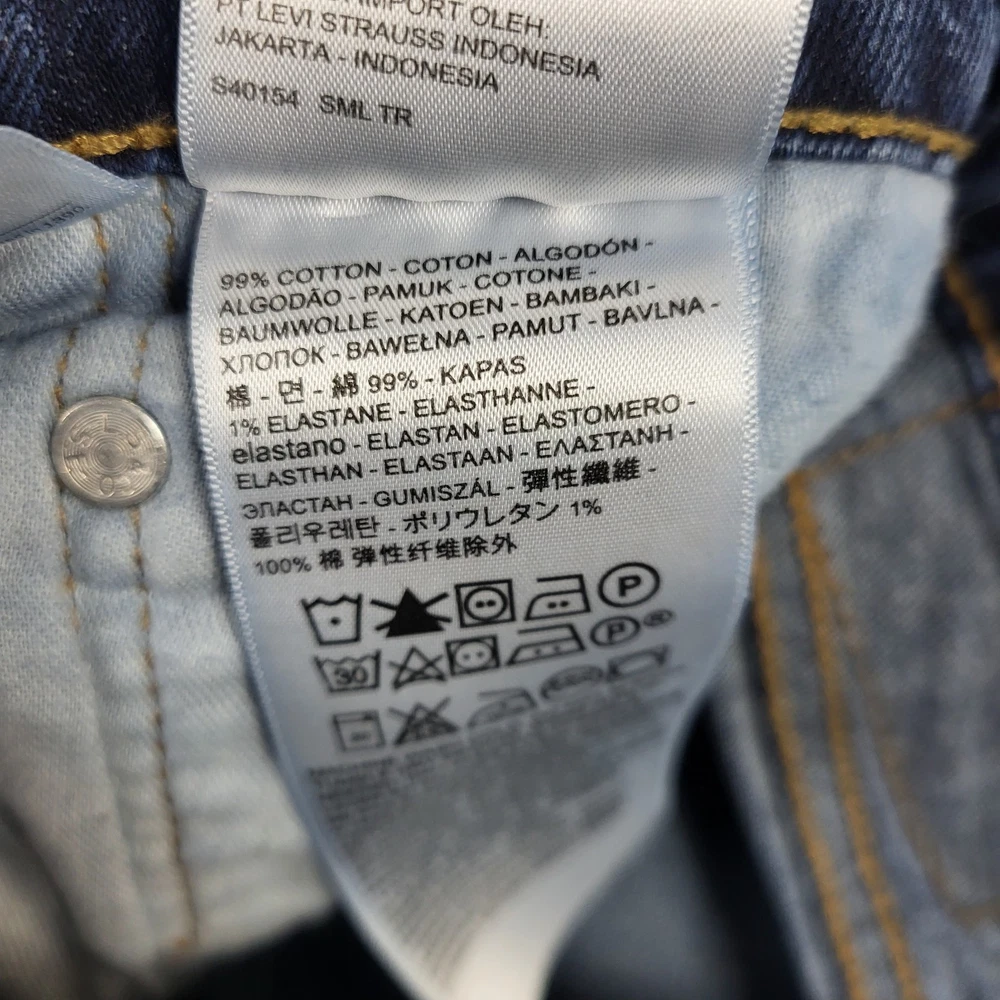 IMPORT OLEH:
PT LEVI STRAUSS INDONESIA
JAKARTA - INDONESIA
S40154 SML TR
99% COTTON - COTON - ALGODÓN -
ALGODÃO - PAMUK - COTONE -
BAUMWOLLE - KATOEN - BAMBAKI -
ХЛОПОК - BAWEŁNA - PAMUT - BAVLNA -
棉 - 면 - 綿 99% - KAPAS
1% ELASTANE - ELASTHANNE -
elastano - ELASTAN - ELASTOMERO -
ELASTHAN - ELASTAAN - ΕΛΑΣΤΑΝΗ -
ЭЛАСТАН - GUMISZÁL - 彈性纖維 -
폴리우레탄 - ポリウレタン 1%
100% 棉 弹性纤维除外
P
30 P ®